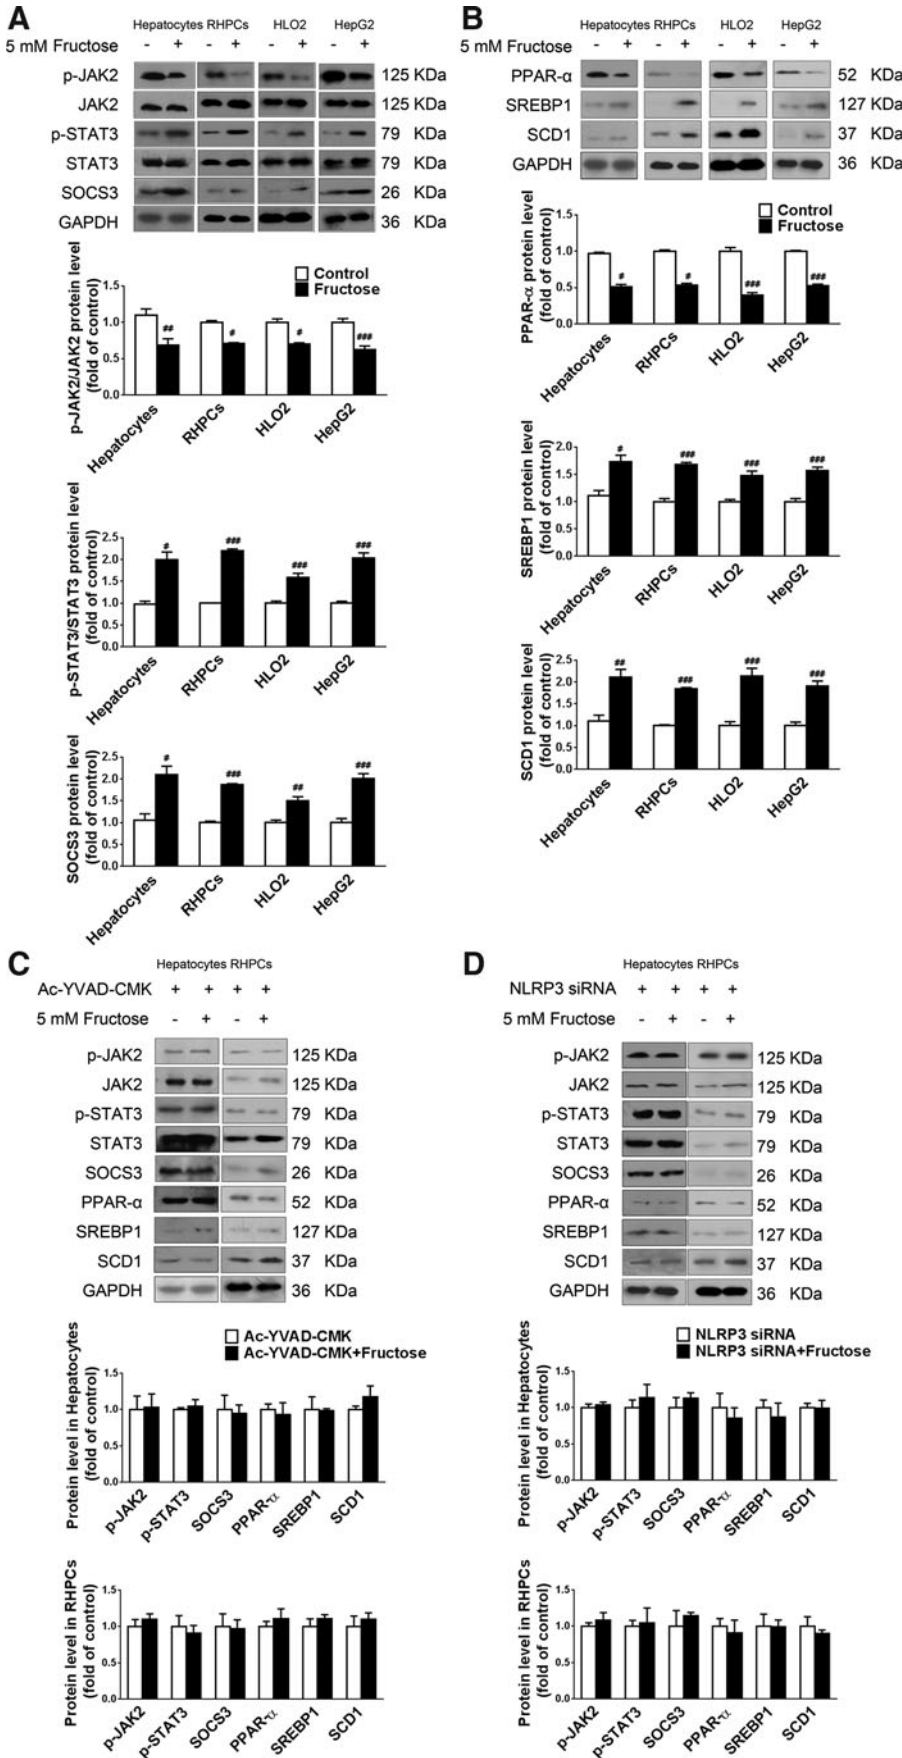 A
Hepatocytes RHPCs HLO2 HepG2
5 mM Fructose - + - + - + - +
p-JAK2 125 KDa
JAK2 125 KDa
p-STAT3 79 KDa
STAT3 79 KDa
SOCS3 26 KDa
GAPDH 36 KDa
Control
Fructose
p-JAK2/JAK2 protein level
(fold of control)
1.5
1.0
0.5
0.0
## # # ###
Hepatocytes RHPCs HLO2 HepG2
p-STAT3/STAT3 protein level
(fold of control)
2.5
2.0
1.5
1.0
0.5
0.0
# ### ### ###
Hepatocytes RHPCs HLO2 HepG2
SOCS3 protein level
(fold of control)
2.5
2.0
1.5
1.0
0.5
0.0
# ### ## ###
Hepatocytes RHPCs HLO2 HepG2
B
Hepatocytes RHPCs HLO2 HepG2
5 mM Fructose - + - + - + - +
PPAR-α 52 KDa
SREBP1 127 KDa
SCD1 37 KDa
GAPDH 36 KDa
Control
Fructose
PPAR-α protein level
(fold of control)
1.5
1.0
0.5
0.0
# # ### ###
Hepatocytes RHPCs HLO2 HepG2
SREBP1 protein level
(fold of control)
2.0
1.5
1.0
0.5
0.0
# ### ### ###
Hepatocytes RHPCs HLO2 HepG2
SCD1 protein level
(fold of control)
2.5
2.0
1.5
1.0
0.5
0.0
## ### ### ###
Hepatocytes RHPCs HLO2 HepG2
C
Hepatocytes RHPCs
Ac-YVAD-CMK + + + +
5 mM Fructose - + - +
p-JAK2 125 KDa
JAK2 125 KDa
p-STAT3 79 KDa
STAT3 79 KDa
SOCS3 26 KDa
PPAR-α 52 KDa
SREBP1 127 KDa
SCD1 37 KDa
GAPDH 36 KDa
Ac-YVAD-CMK
Ac-YVAD-CMK+Fructose
Protein level in Hepatocytes
(fold of control)
1.5
1.0
0.5
0.0
p-JAK2 p-STAT3 SOCS3 PPAR-α SREBP1 SCD1
Protein level in RHPCs
(fold of control)
1.5
1.0
0.5
0.0
p-JAK2 p-STAT3 SOCS3 PPAR-α SREBP1 SCD1
D
Hepatocytes RHPCs
NLRP3 siRNA + + + +
5 mM Fructose - + - +
p-JAK2 125 KDa
JAK2 125 KDa
p-STAT3 79 KDa
STAT3 79 KDa
SOCS3 26 KDa
PPAR-α 52 KDa
SREBP1 127 KDa
SCD1 37 KDa
GAPDH 36 KDa
NLRP3 siRNA
NLRP3 siRNA+Fructose
Protein level in Hepatocytes
(fold of control)
1.5
1.0
0.5
0.0
p-JAK2 p-STAT3 SOCS3 PPAR-α SREBP1 SCD1
Protein level in RHPCs
(fold of control)
1.5
1.0
0.5
0.0
p-JAK2 p-STAT3 SOCS3 PPAR-α SREBP1 SCD1